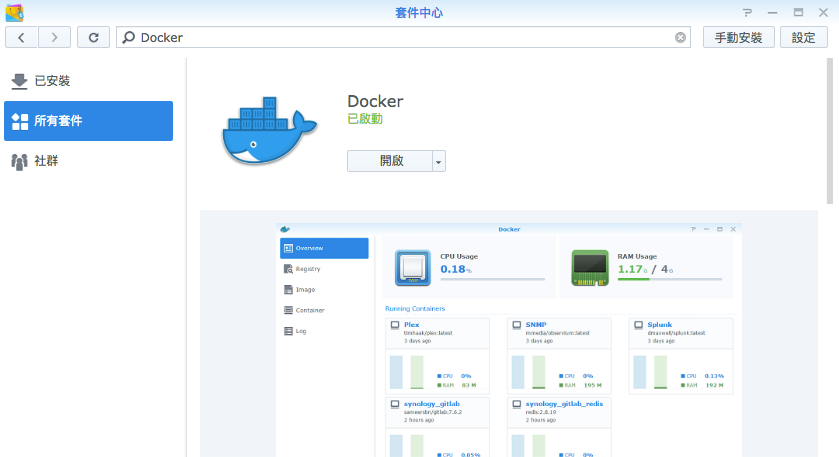 套件中心
Docker
手動安裝
設定
已安裝
所有套件
社群
Docker
已啟動
開啟
Docker
Overview
Registry
Image
Container
Log
CPU Usage
0.18%
RAM Usage
1.17G / 4G
Running Containers
Plex
timhaak/plex:latest
3 days ago
CPU 0%
RAM 83 M
SNMP
mmedia/observium:latest
3 days ago
CPU 0%
RAM 195 M
Splunk
dmaxwell/splunk:latest
3 days ago
CPU 0.13%
RAM 192 M
synology_gitlab
sameersbn/gitlab:7.6.2
2 hours ago
CPU 0.05%
synology_gitlab_redis
redis:2.8.19
2 hours ago
CPU 0%